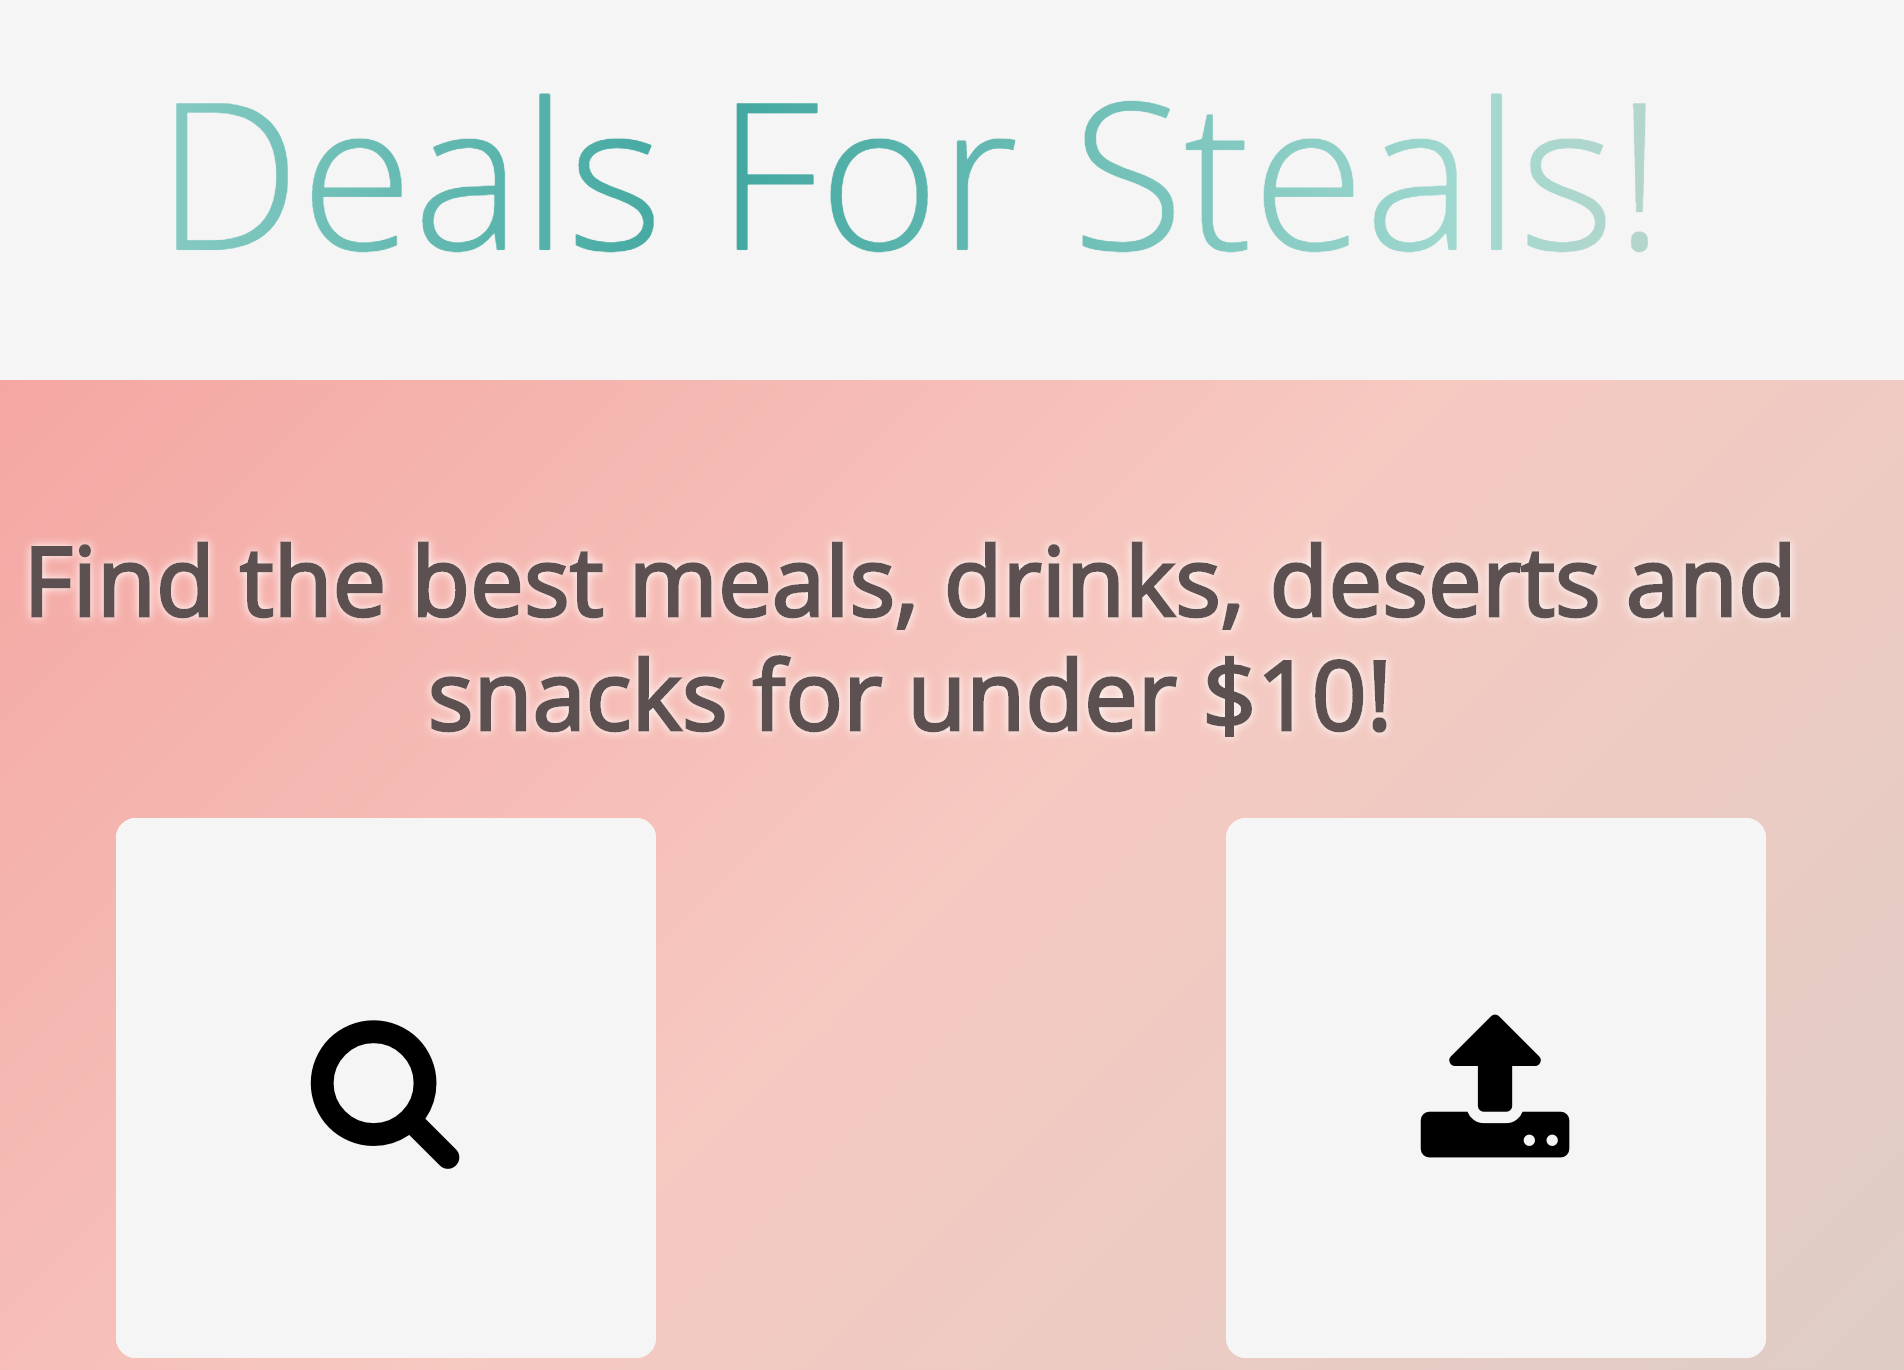 Deals For Steals!
Find the best meals, drinks, deserts and
snacks for under $10!